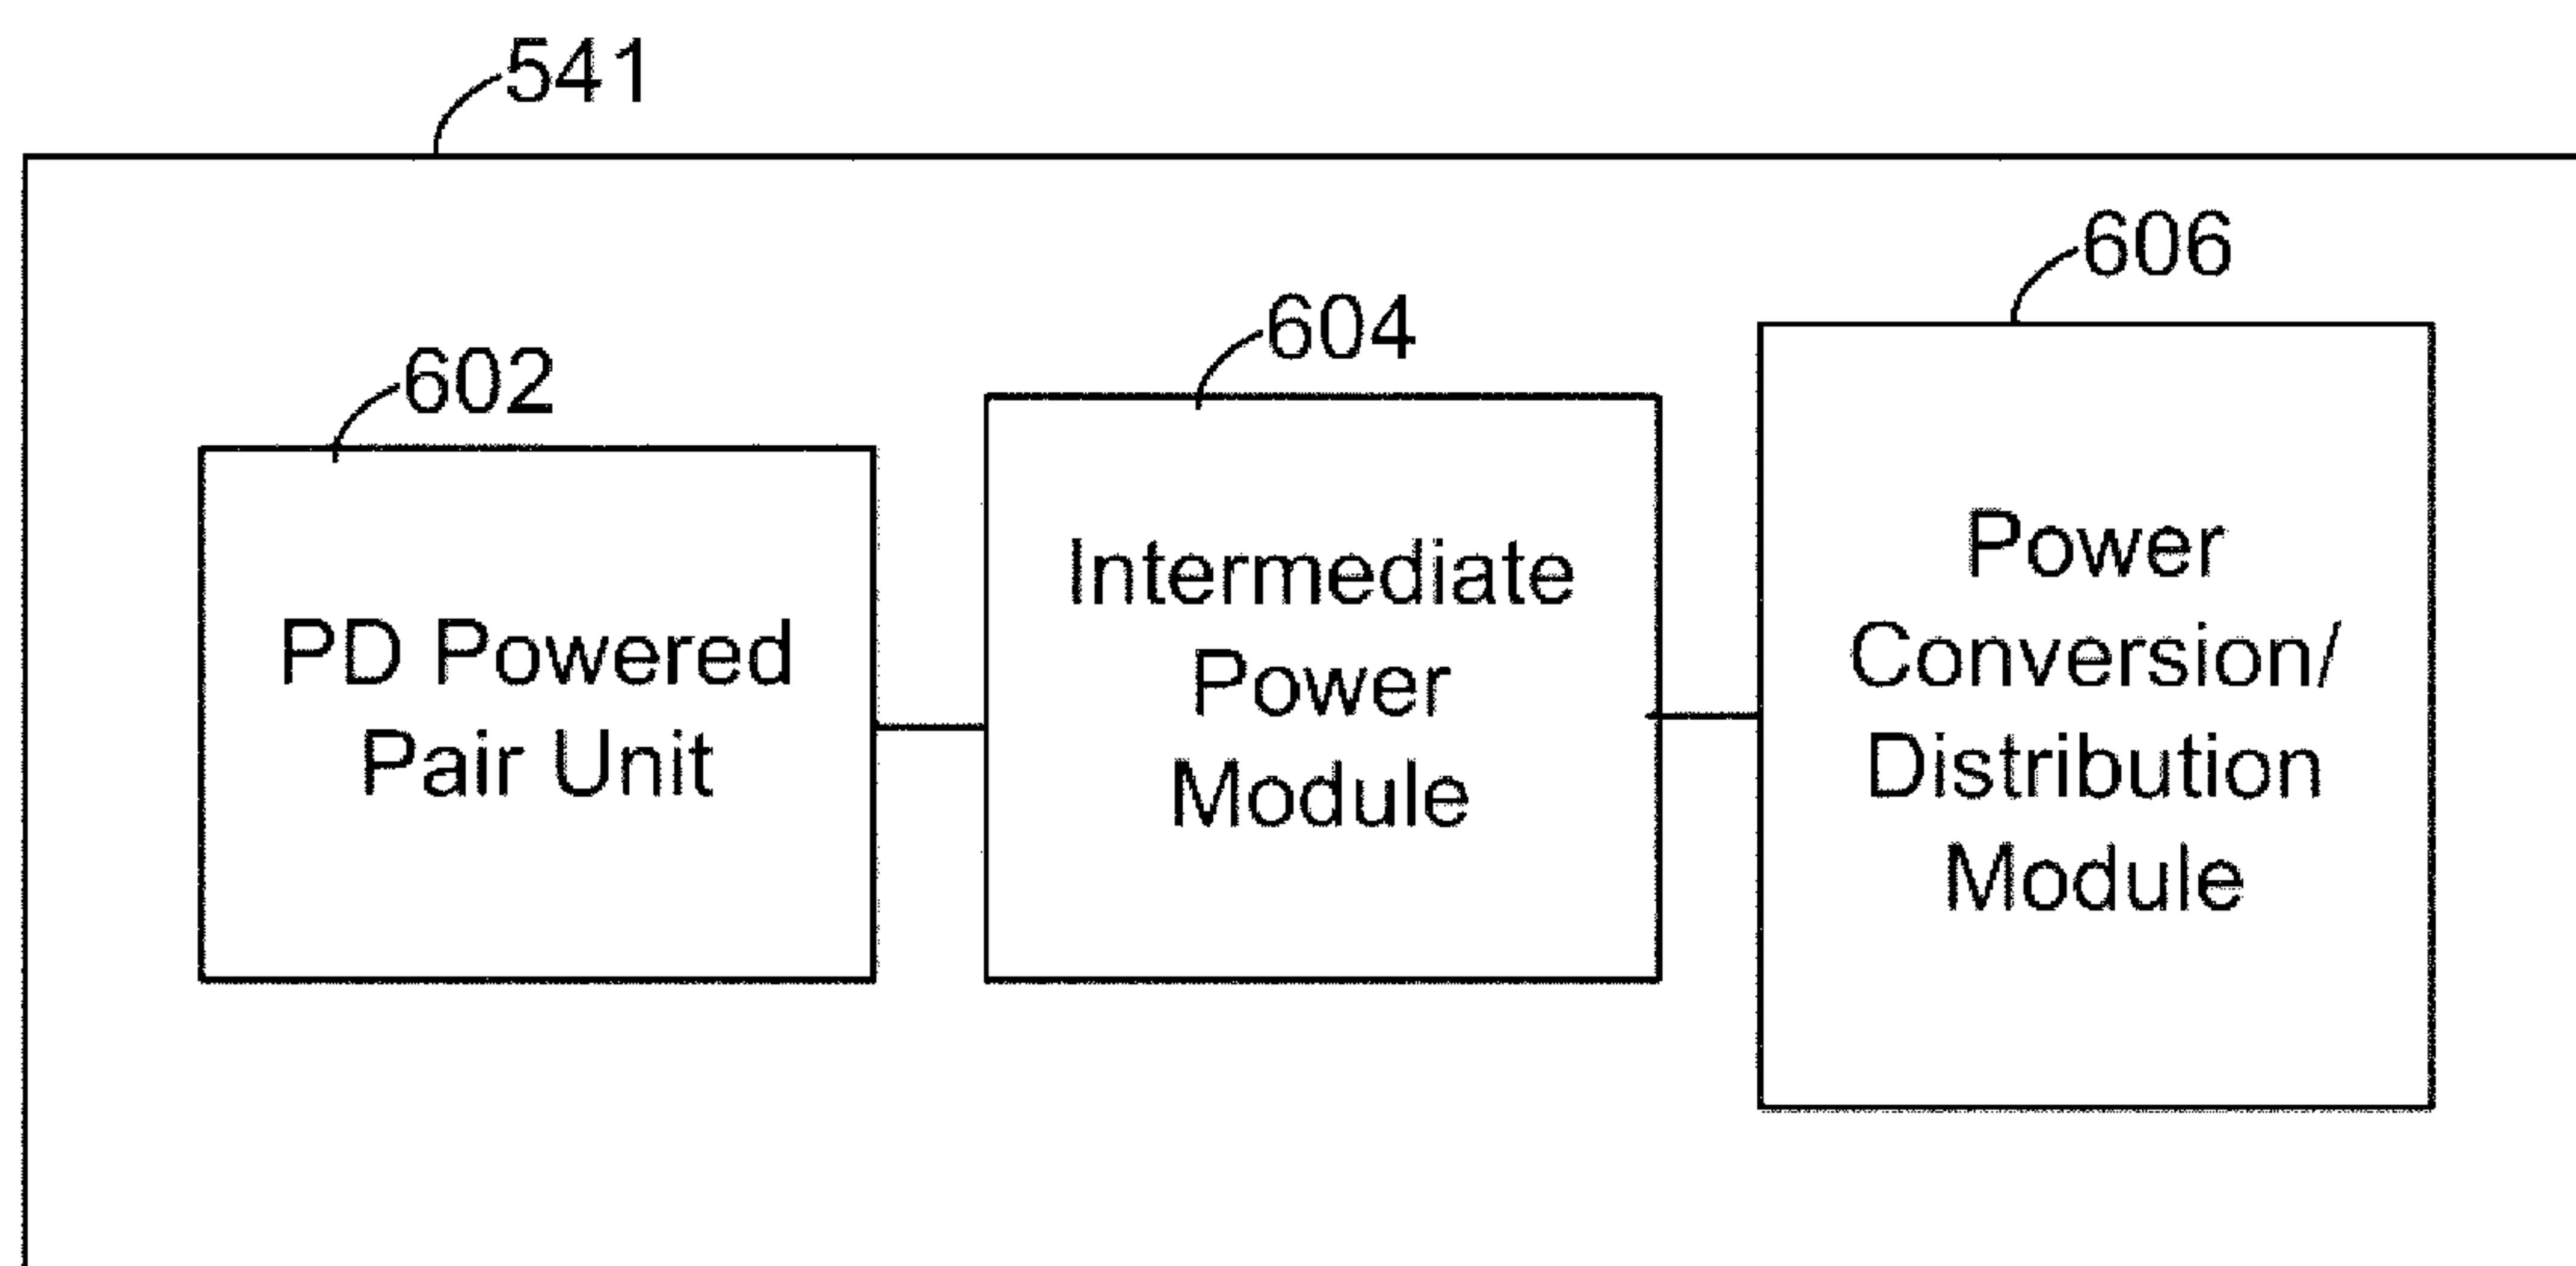 541
606
604
602
PD Powered
Pair Unit
Intermediate
Power
Module
Power
Conversion/
Distribution
Module